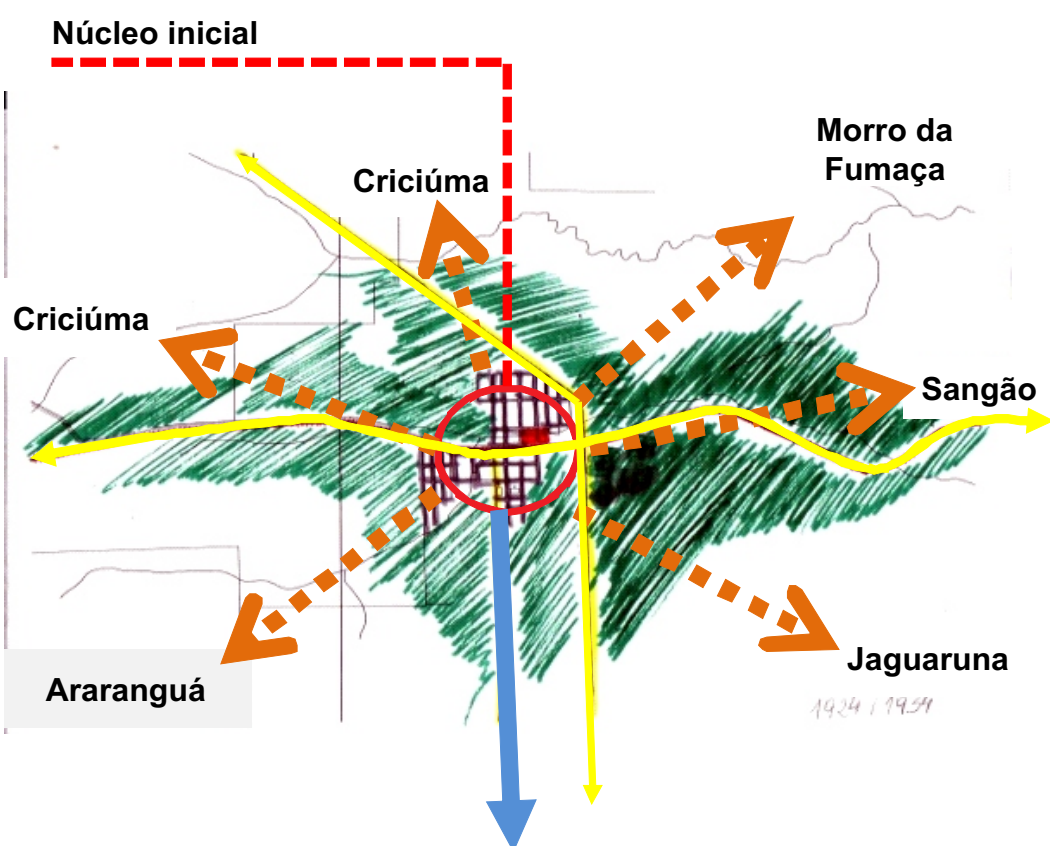 Núcleo inicial
Morro da
Fumaça
Criciúma
Criciúma
Sangão
Jaguaruna
Araranguá
1924 / 1954